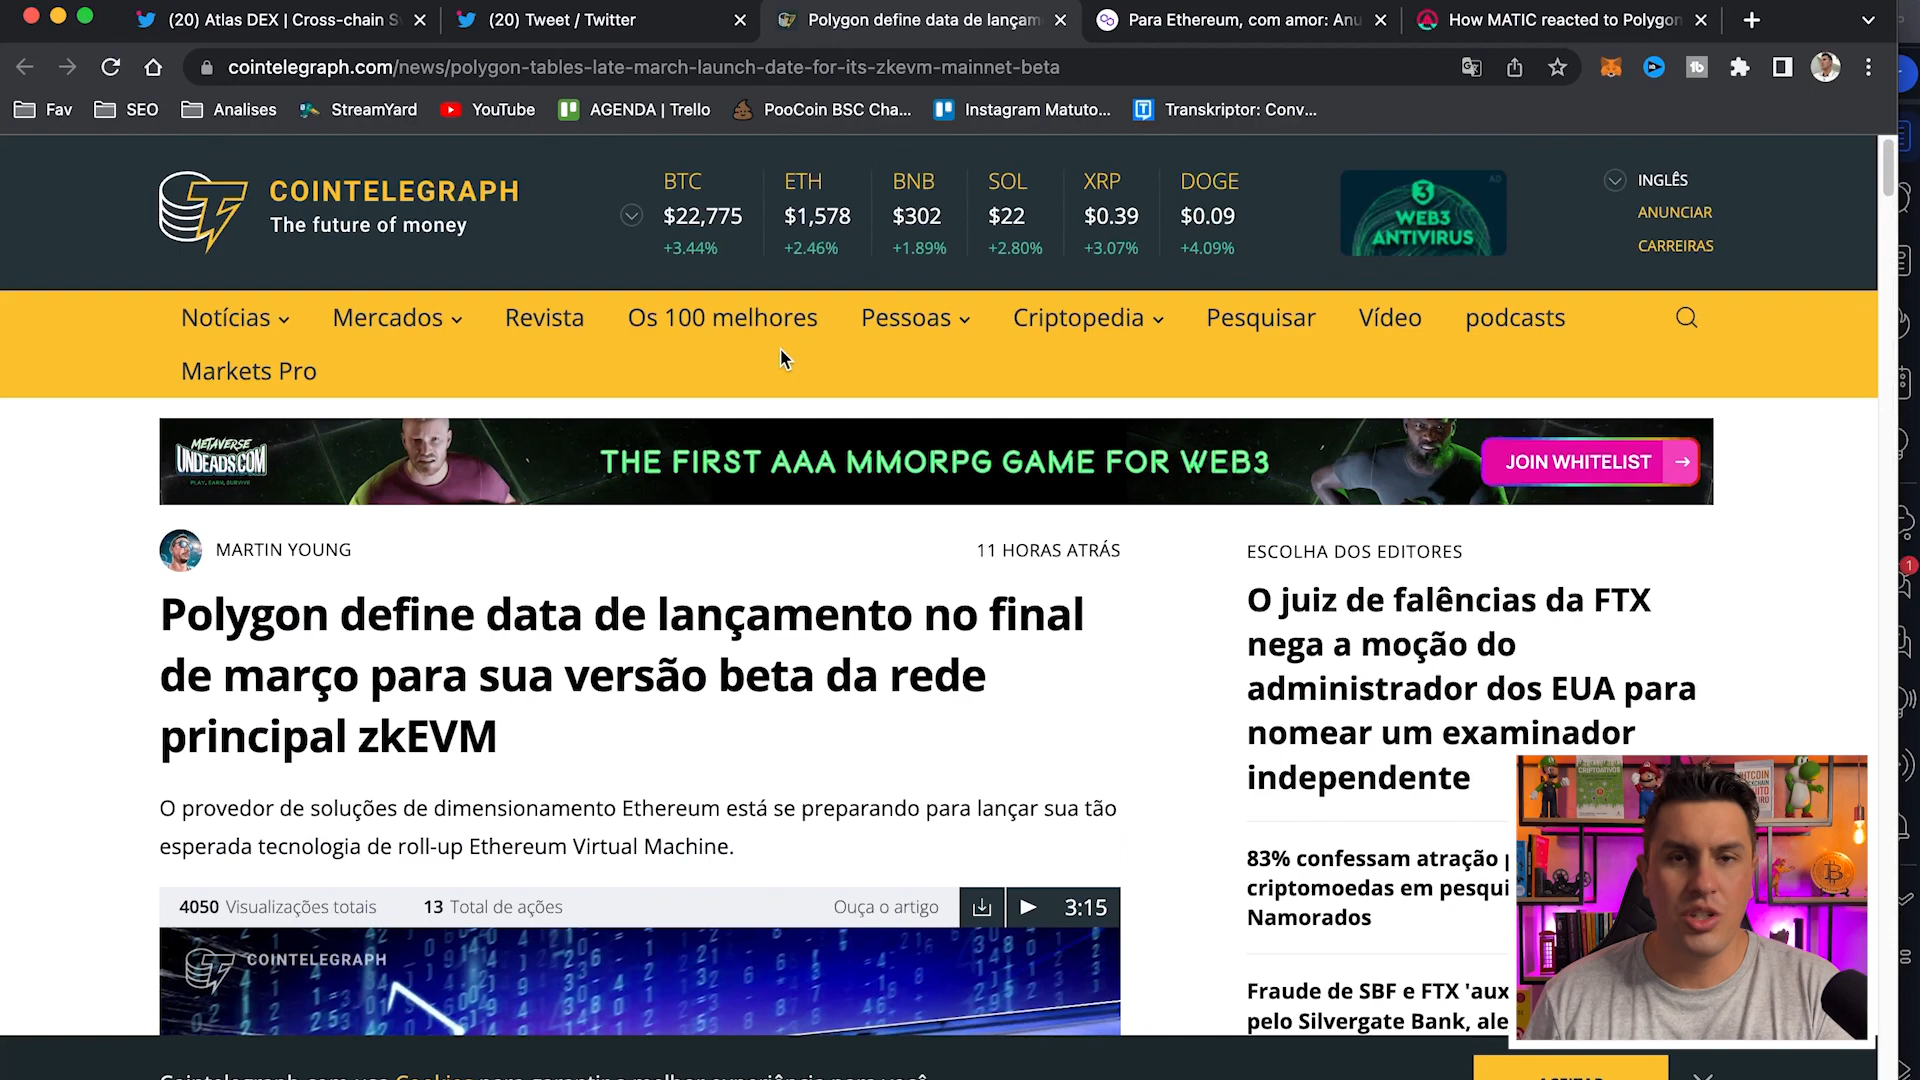 (20) Atlas DEX | Cross-chain S
(20) Tweet / Twitter
Polygon define data de lançam
Para Ethereum, com amor: Anu
How MATIC reacted to Polygon
cointelegraph.com/news/polygon-tables-late-march-launch-date-for-its-zkevm-mainnet-beta
Fav
SEO
Analises
StreamYard
YouTube
AGENDA | Trello
PooCoin BSC Cha...
Instagram Matuto...
Transkriptor: Conv...
COINTELEGRAPH
The future of money
BTC
$22,775
+3.44%
ETH
$1,578
+2.46%
BNB
$302
+1.89%
SOL
$22
+2.80%
XRP
$0.39
+3.07%
DOGE
$0.09
+4.09%
AD
3
WEB3
ANTIVIRUS
INGLÊS
ANUNCIAR
CARREIRAS
Notícias
Mercados
Revista
Os 100 melhores
Pessoas
Criptopedia
Pesquisar
Vídeo
podcasts
Markets Pro
METAVERSE
UNDEADS.COM
PLAY, EARN, SURVIVE
THE FIRST AAA MMORPG GAME FOR WEB3
JOIN WHITELIST
MARTIN YOUNG
11 HORAS ATRÁS
Polygon define data de lançamento no final
de março para sua versão beta da rede
principal zkEVM
O provedor de soluções de dimensionamento Ethereum está se preparando para lançar sua tão
esperada tecnologia de roll-up Ethereum Virtual Machine.
4050 Visualizações totais
13 Total de ações
Ouça o artigo
3:15
COINTELEGRAPH
ESCOLHA DOS EDITORES
O juiz de falências da FTX
nega a moção do
administrador dos EUA para
nomear um examinador
independente
83% confessam atração
criptomoedas em pesqui
Namorados
Fraude de SBF e FTX 'aux
pelo Silvergate Bank, ale
CRIPTOATIVOS
BITCOIN
1